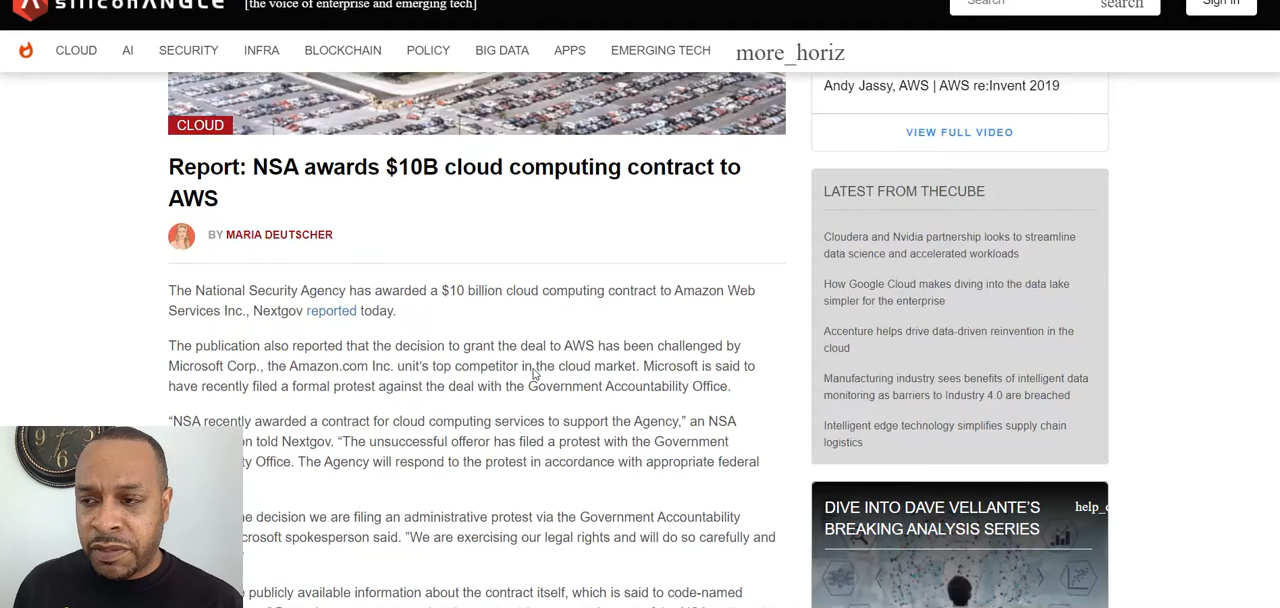 siliconANGLE
[the voice of enterprise and emerging tech]
Search
search
Sign in
CLOUD
AI
SECURITY
INFRA
BLOCKCHAIN
POLICY
BIG DATA
APPS
EMERGING TECH
more_horiz
CLOUD
Report: NSA awards $10B cloud computing contract to
AWS
BY MARIA DEUTSCHER
The National Security Agency has awarded a $10 billion cloud computing contract to Amazon Web
Services Inc., Nextgov reported today.
The publication also reported that the decision to grant the deal to AWS has been challenged by
Microsoft Corp., the Amazon.com Inc. unit's top competitor in the cloud market. Microsoft is said to
have recently filed a formal protest against the deal with the Government Accountability Office.
“NSA recently awarded a contract for cloud computing services to support the Agency,” an NSA
on told Nextgov. “The unsuccessful offeror has filed a protest with the Government
ty Office. The Agency will respond to the protest in accordance with appropriate federal
e decision we are filing an administrative protest via the Government Accountability
crosoft spokesperson said. ”We are exercising our legal rights and will do so carefully and
publicly available information about the contract itself, which is said to code-named
Andy Jassy, AWS | AWS re:Invent 2019
VIEW FULL VIDEO
LATEST FROM THECUBE
Cloudera and Nvidia partnership looks to streamline
data science and accelerated workloads
How Google Cloud makes diving into the data lake
simpler for the enterprise
Accenture helps drive data-driven reinvention in the
cloud
Manufacturing industry sees benefits of intelligent data
monitoring as barriers to Industry 4.0 are breached
Intelligent edge technology simplifies supply chain
logistics
DIVE INTO DAVE VELLANTE'S
BREAKING ANALYSIS SERIES
help_